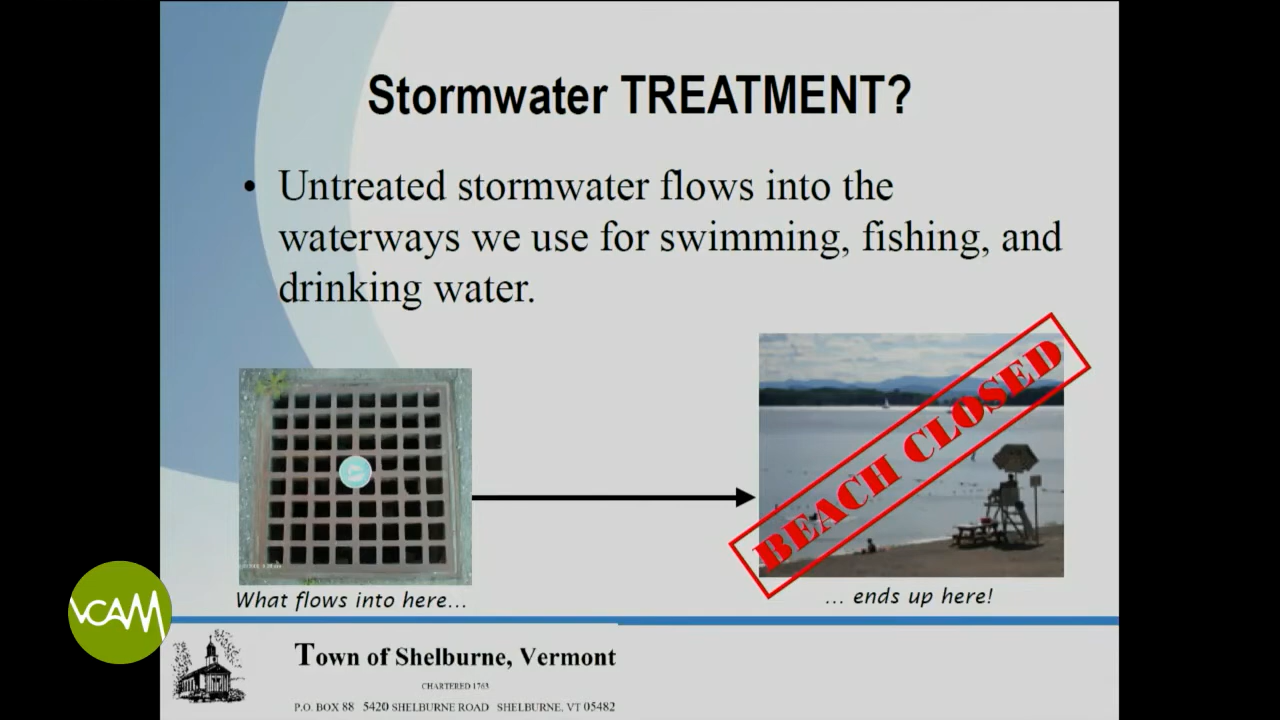 Stormwater TREATMENT?
• Untreated stormwater flows into the
waterways we use for swimming, fishing, and
drinking water.
BEACH CLOSED
What flows into here...
... ends up here!
VCAM
Town of Shelburne, Vermont
CHARTERED 1763
P.O. BOX 88 5420 SHELBURNE ROAD SHELBURNE, VT 05482